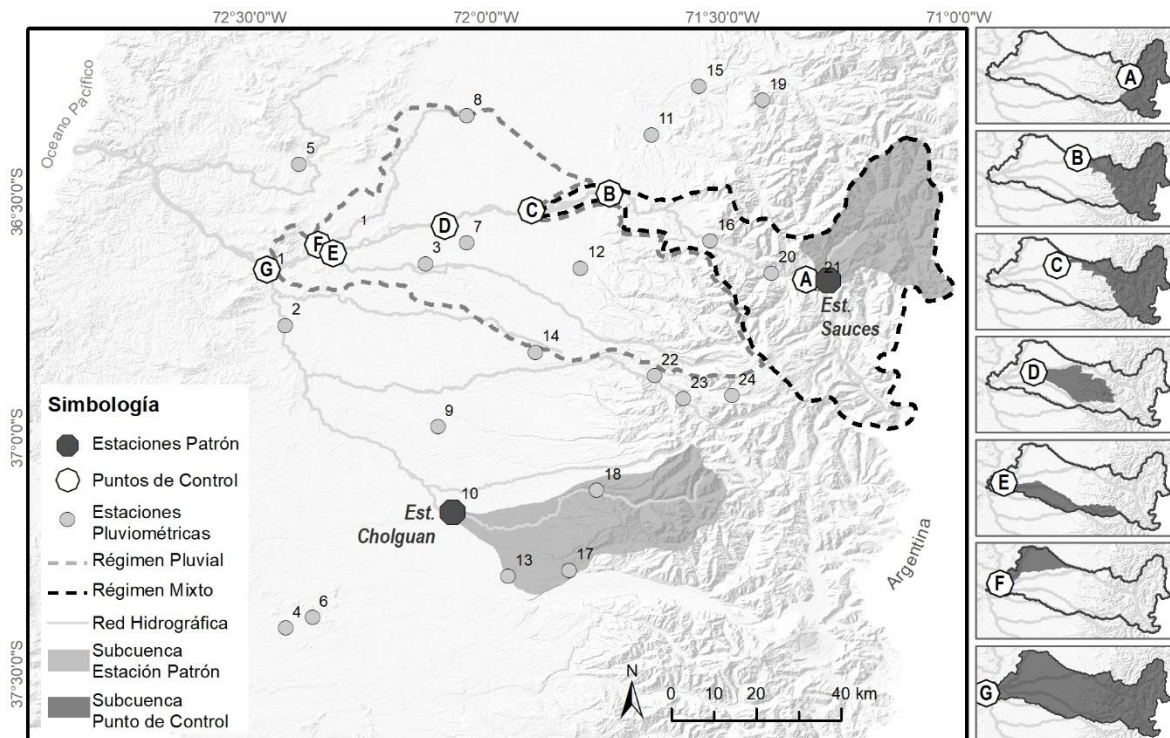 72°30'0"W
72°0'0"W
71°30'0"W
71°0'0"W
36°30'0"S
37°0'0"S
37°30'0"S
Oceano Pacífico
15
19
8
11
5
B
C
1
D
16
F
E
7
3
12
20
21
G
1
A
Est.
Sauces
2
14
22
23
24
9
18
10
Est.
Cholguan
13
17
4
6
Argentina
Simbología
Estaciones Patrón
Puntos de Control
Estaciones
Pluviométricas
Régimen Pluvial
Régimen Mixto
Red Hidrográfica
Subcuenca
Estación Patrón
Subcuenca
Punto de Control
N
0 10 20 40 km
A
B
C
D
E
F
G